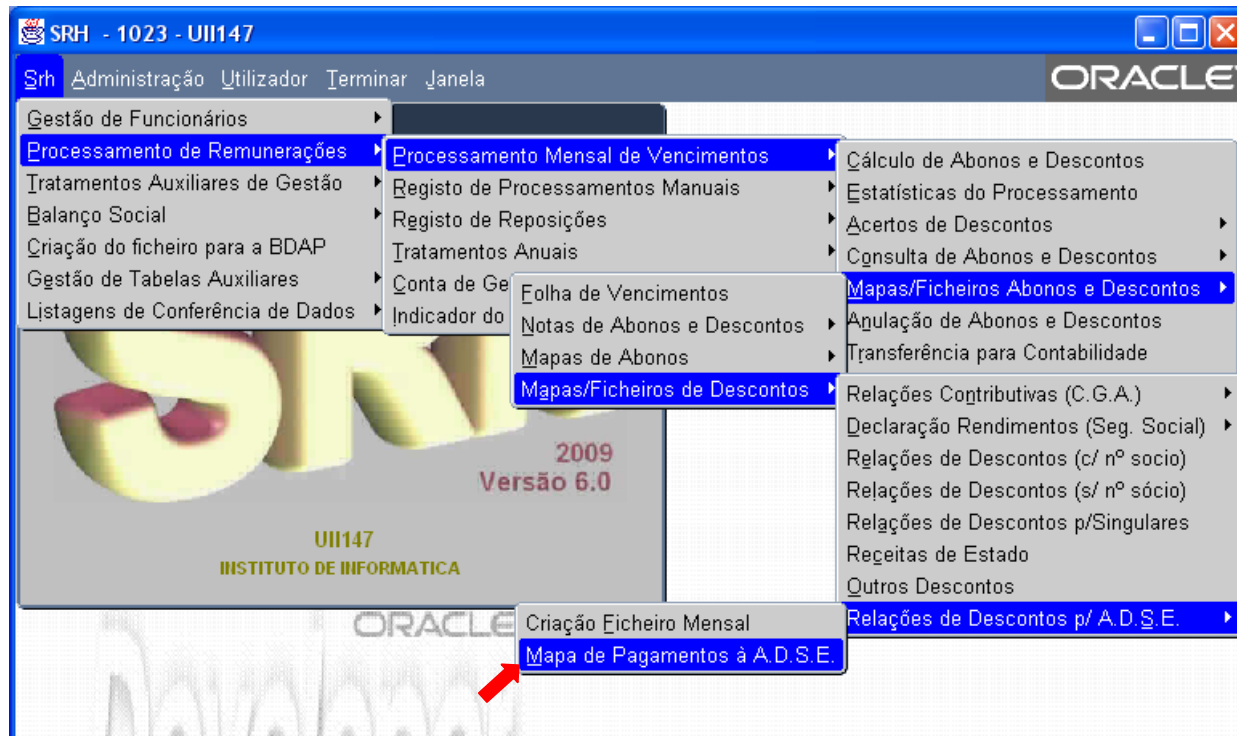 SRH - 1023 - UII147
Srh Administração Utilizador Terminar Janela
ORACLE
Gestão de Funcionários
Processamento de Remunerações
Tratamentos Auxiliares de Gestão
Balanço Social
Criação do ficheiro para a BDAP
Gestão de Tabelas Auxiliares
Listagens de Conferência de Dados
Processamento Mensal de Vencimentos
Registo de Processamentos Manuais
Registo de Reposições
Tratamentos Anuais
Conta de Ge
Indicador do
Cálculo de Abonos e Descontos
Estatísticas do Processamento
Acertos de Descontos
Consulta de Abonos e Descontos
Mapas/Ficheiros Abonos e Descontos
Anulação de Abonos e Descontos
Transferência para Contabilidade
Folha de Vencimentos
Notas de Abonos e Descontos
Mapas de Abonos
Mapas/Ficheiros de Descontos
Relações Contributivas (C.G.A.)
Declaração Rendimentos (Seg. Social)
Relações de Descontos (c/ nº socio)
Relações de Descontos (s/ nº sócio)
Relações de Descontos p/Singulares
Receitas de Estado
Outros Descontos
Relações de Descontos p/ A.D.S.E.
Criação Ficheiro Mensal
Mapa de Pagamentos à A.D.S.E.
SRH
2009
Versão 6.0
UII147
INSTITUTO DE INFORMATICA
ORACLE